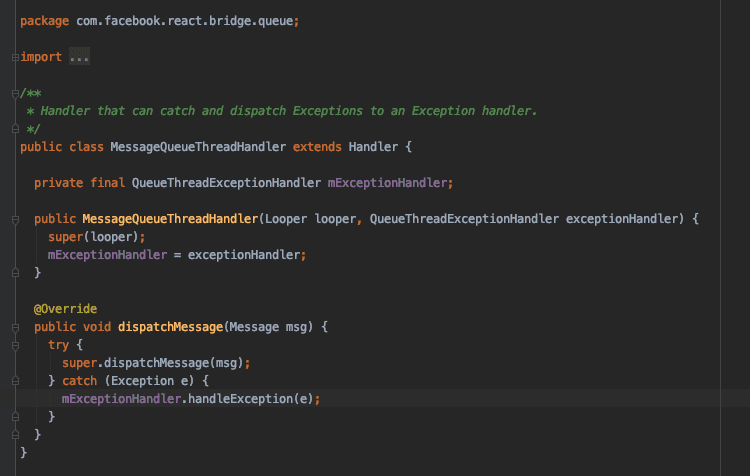 package com.facebook.react.bridge.queue;
import ...
/**
* Handler that can catch and dispatch Exceptions to an Exception handler.
*/
public class MessageQueueThreadHandler extends Handler {
private final QueueThreadExceptionHandler mExceptionHandler;
public MessageQueueThreadHandler(Looper looper, QueueThreadExceptionHandler exceptionHandler) {
super(looper);
mExceptionHandler = exceptionHandler;
}
@Override
public void dispatchMessage(Message msg) {
try {
super.dispatchMessage(msg);
} catch (Exception e) {
mExceptionHandler.handleException(e);
}
}
}